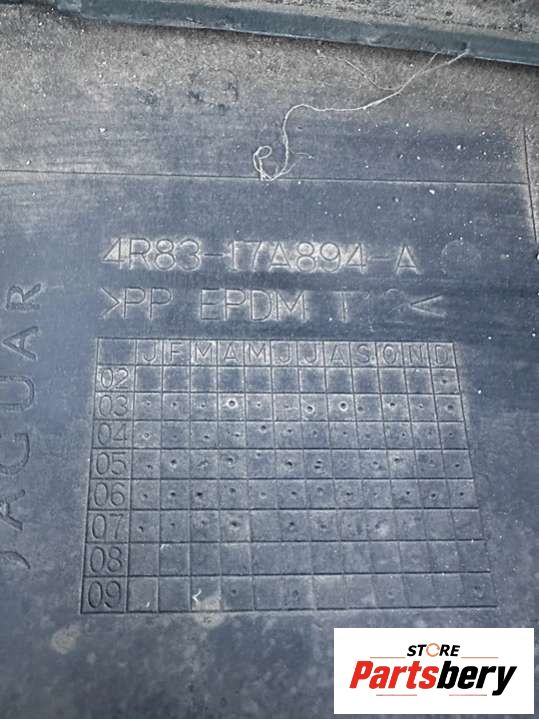 4R83-17A894-A
>PP EPDM T12<
J F M A M J J A S O N D
02
03
04
05
06
07
08
09
JAGUAR
STORE
Partsbery